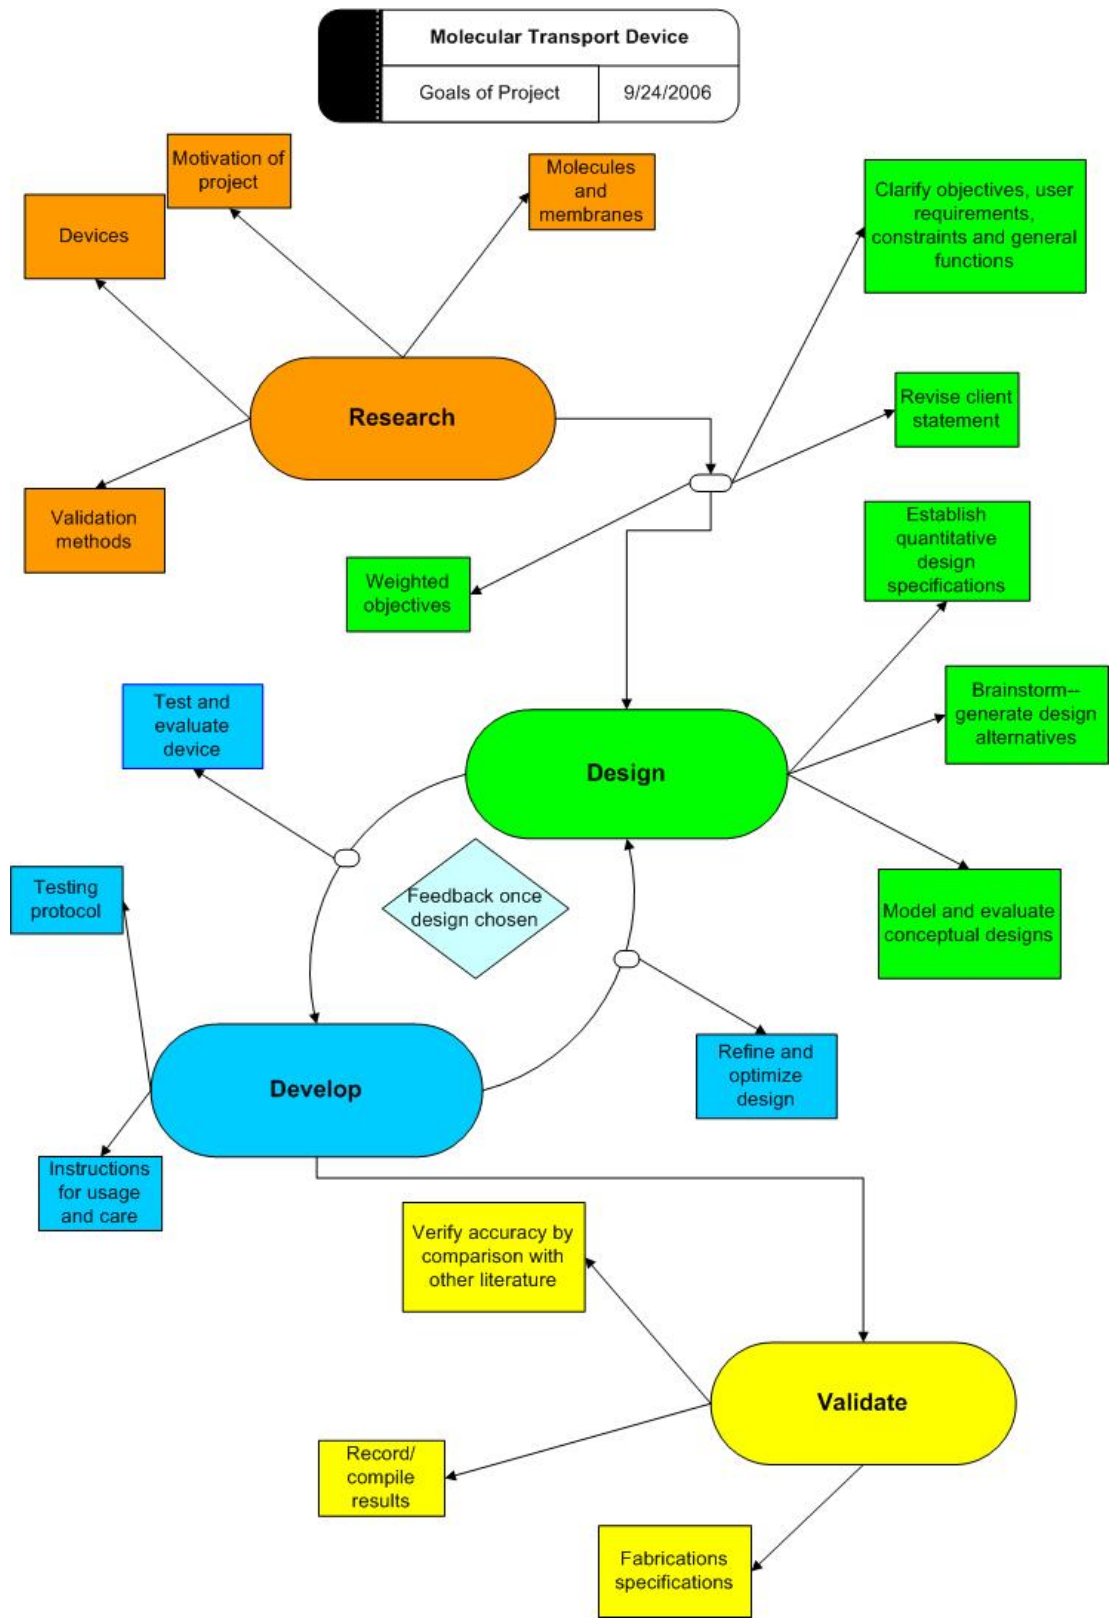 Molecular Transport Device
Goals of Project
9/24/2006
Motivation of
project
Molecules
and
membranes
Clarify objectives, user
requirements,
constraints and general
functions
Devices
Research
Revise client
statement
Validation
methods
Establish
quantitative
design
specifications
Weighted
objectives
Test and
evaluate
device
Brainstorm--
generate design
alternatives
Design
Testing
protocol
Feedback once
design chosen
Model and evaluate
conceptual designs
Refine and
optimize
design
Develop
Instructions
for usage
and care
Verify accuracy by
comparison with
other literature
Validate
Record/
compile
results
Fabrications
specifications